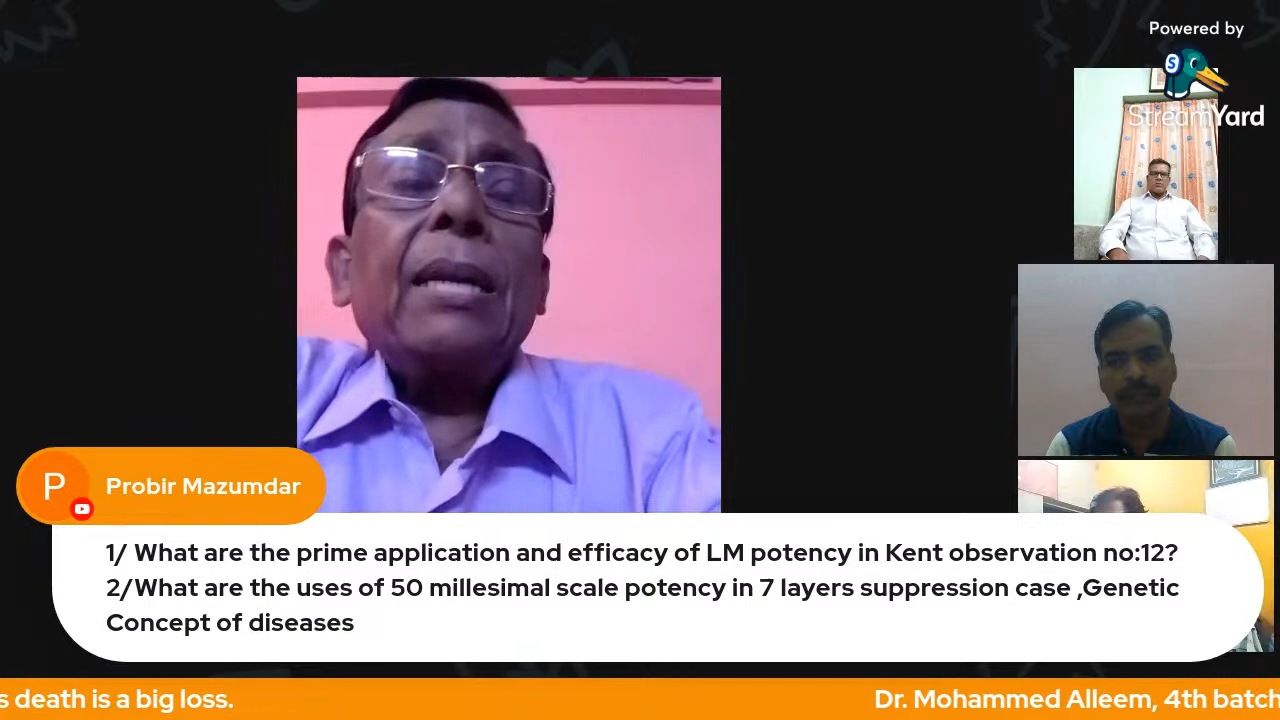 Powered by
StreamYard
P
Probir Mazumdar
1/ What are the prime application and efficacy of LM potency in Kent observation no:12?
2/What are the uses of 50 millesimal scale potency in 7 layers suppression case ,Genetic
Concept of diseases
s death is a big loss.
Dr. Mohammed Alleem, 4th batch